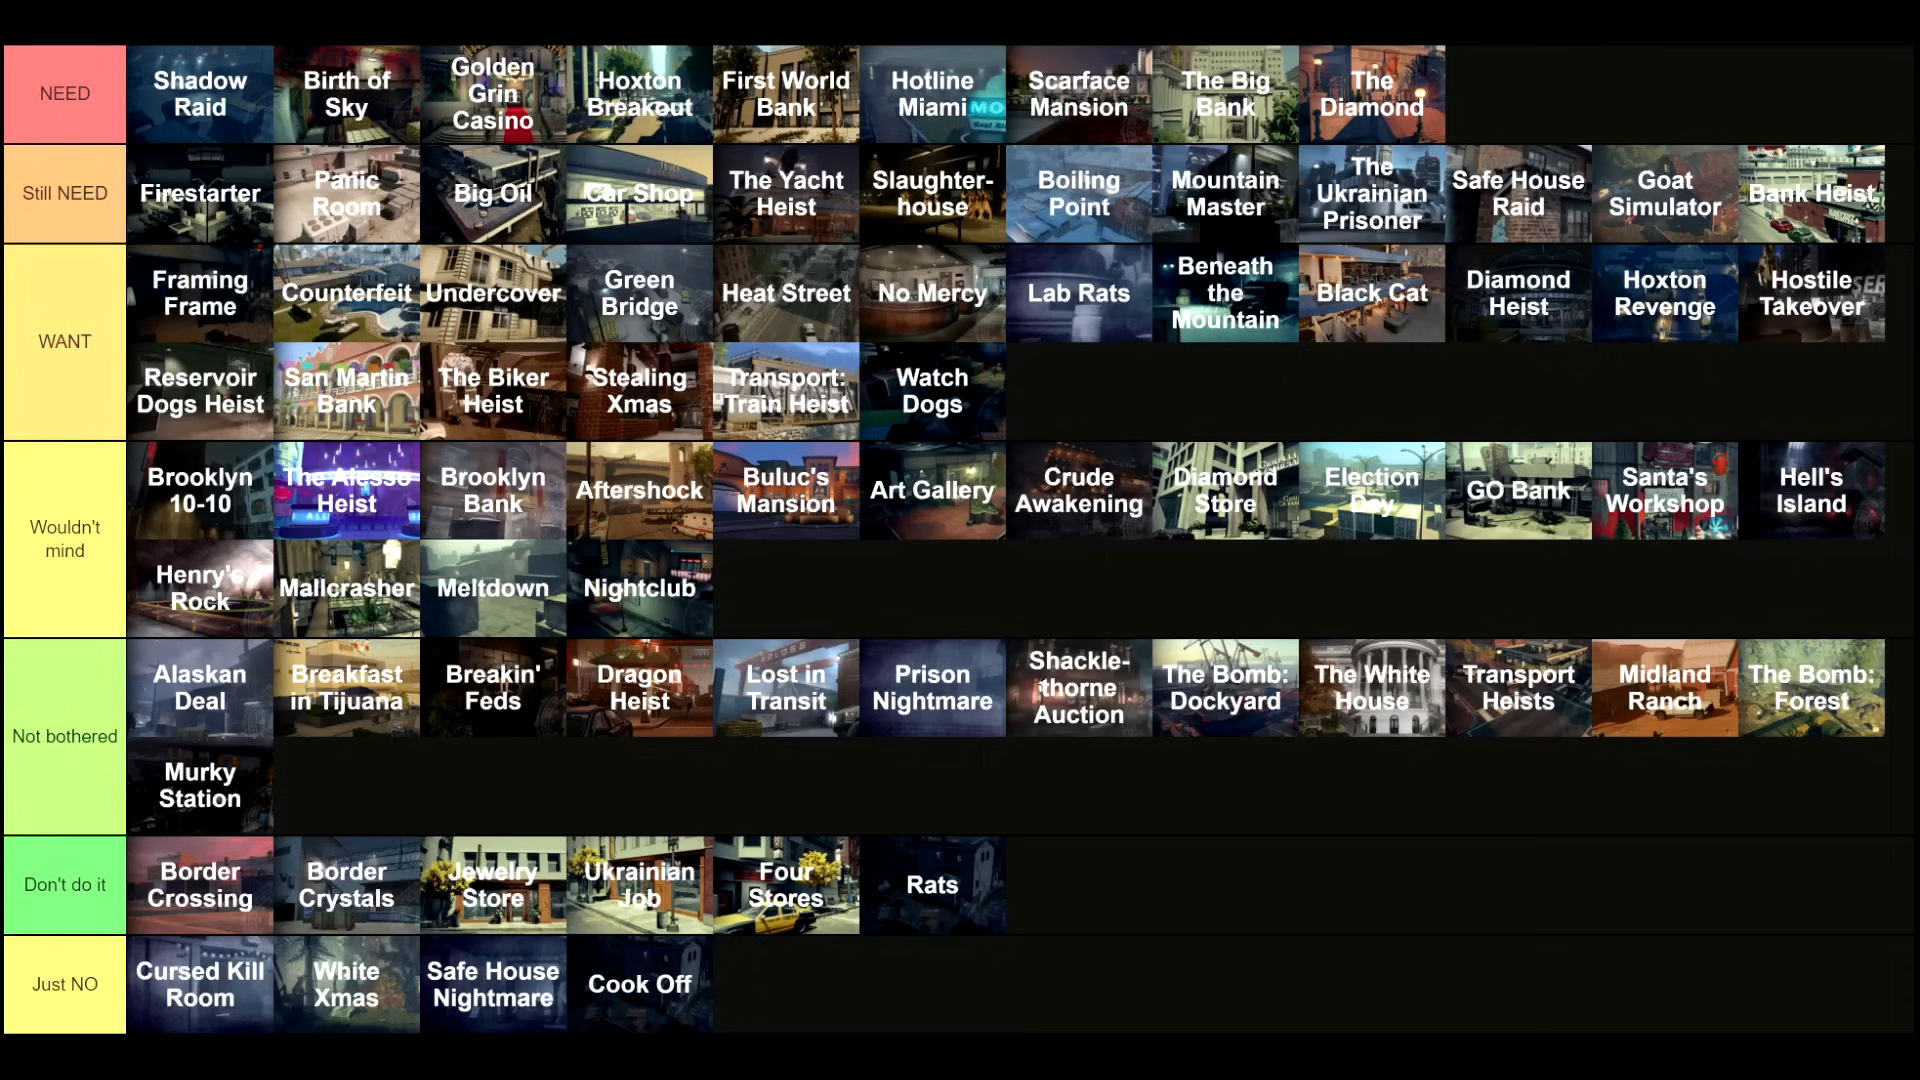 NEED
Shadow Raid
Birth of Sky
Golden Grin Casino
Hoxton Breakout
First World Bank
Hotline Miami
MO
Scarface Mansion
The Big Bank
The Diamond
Still NEED
Firestarter
Panic Room
Big Oil
Car Shop
The Yacht Heist
Slaughter-house
Boiling Point
Mountain Master
The Ukrainian Prisoner
Safe House Raid
Goat Simulator
Bank Heist
WANT
Framing Frame
Counterfeit
Undercover
Green Bridge
Heat Street
No Mercy
Lab Rats
Beneath the Mountain
Black Cat
Diamond Heist
Hoxton Revenge
Hostile Takeover
Reservoir Dogs Heist
San Martin Bank
The Biker Heist
Stealing Xmas
Transport: Train Heist
Watch Dogs
Wouldn't mind
Brooklyn 10-10
The Alesso Heist
Brooklyn Bank
Aftershock
Buluc's Mansion
Art Gallery
Crude Awakening
Diamond Store
Election Day
GO Bank
Santa's Workshop
Hell's Island
Henry's Rock
Mallcrasher
Meltdown
Nightclub
Not bothered
Alaskan Deal
Breakfast in Tijuana
Breakin' Feds
Dragon Heist
Lost in Transit
Prison Nightmare
Shackle-thorne Auction
The Bomb: Dockyard
The White House
Transport Heists
Midland Ranch
The Bomb: Forest
Murky Station
Don't do it
Border Crossing
Border Crystals
Jewelry Store
Ukrainian Job
Four Stores
Rats
Just NO
Cursed Kill Room
White Xmas
Safe House Nightmare
Cook Off